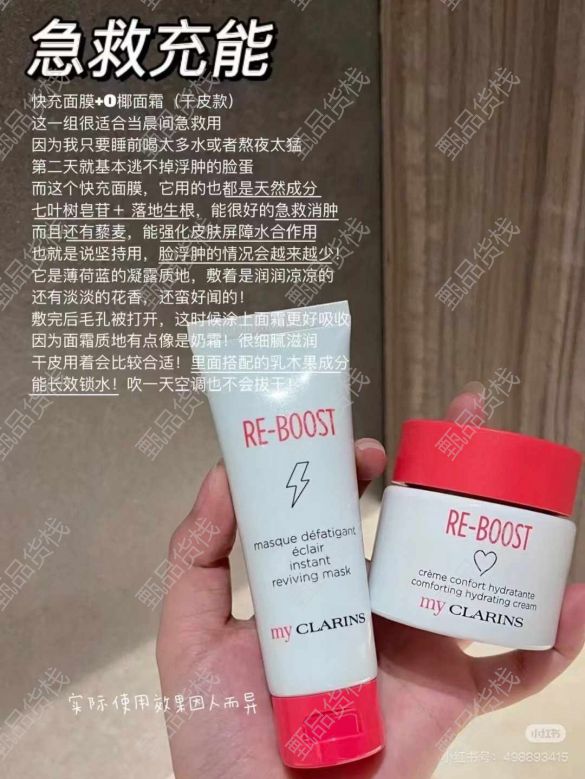 急救充能
快充面膜+0椰面霜（干皮款）
这一组很适合当晨间急救用
因为我只要睡前喝太多水或者熬夜太猛
第二天就基本逃不掉浮肿的脸蛋
而这个快充面膜，它用的也都是天然成分
七叶树皂苷＋落地生根，能很好的急救消肿
而且还有藜麦，能强化皮肤屏障水合作用
也就是说坚持用，脸浮肿的情况会越来越少！
它是薄荷蓝的凝露质地，敷着是润润凉凉的
还有淡淡的花香，还蛮好闻的！
敷完后毛孔被打开，这时候涂上面霜更好吸收
因为面霜质地有点像是奶霜！很细腻滋润
干皮用着会比较合适！里面搭配的乳木果成分
能长效锁水！吹一天空调也不会拔干！
RE-BOOST
masque défatigant
éclair
instant
reviving mask
my CLARINS
RE-BOOST
crème confort hydratante
comforting hydrating cream
my CLARINS
实际使用效果因人而异
小红书
小红书号：498893415
甄品货栈